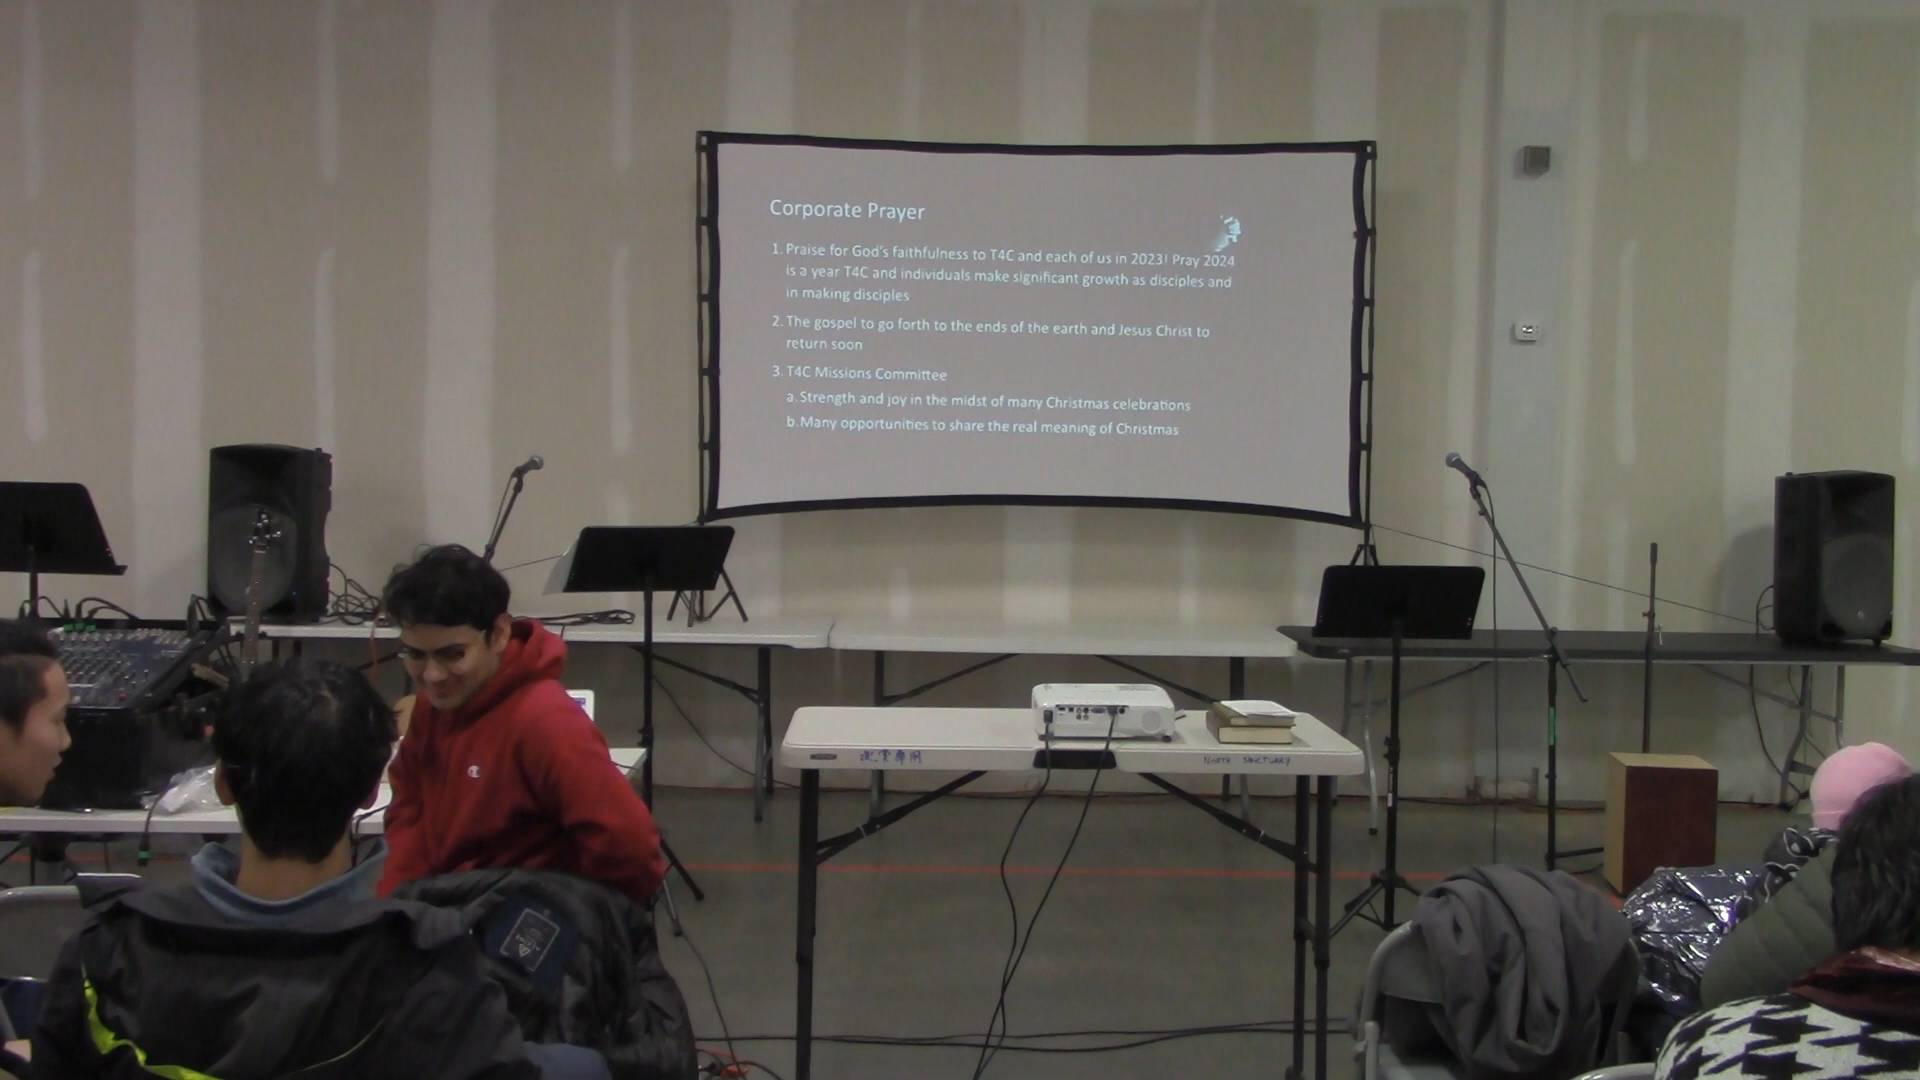 Corporate Prayer
1. Praise for God's faithfulness to T4C and each of us in 2023! Pray 2024
is a year T4C and individuals make significant growth as disciples and
in making disciples
2. The gospel to go forth to the ends of the earth and Jesus Christ to
return soon
3. T4C Missions Committee
a. Strength and joy in the midst of many Christmas celebrations
b. Many opportunities to share the real meaning of Christmas
NORTH SANCTUARY